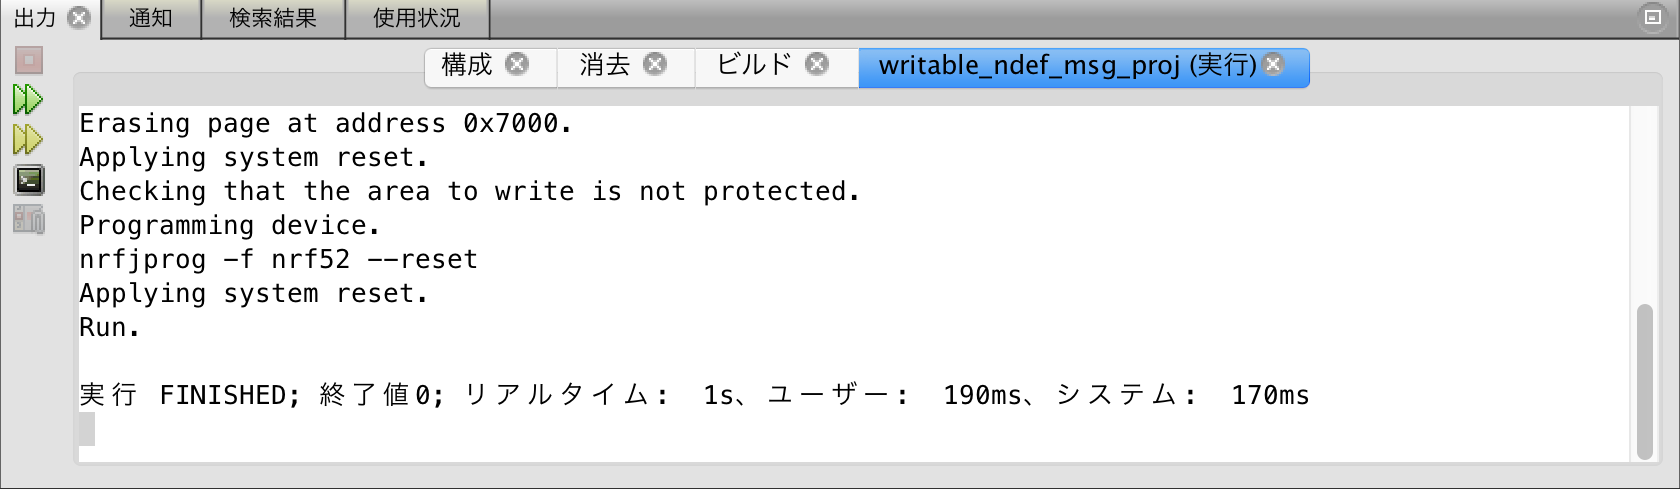 出力 通知 検索結果 使用状況
構成 消去 ビルド writable_ndef_msg_proj (実行)
Erasing page at address 0x7000.
Applying system reset.
Checking that the area to write is not protected.
Programming device.
nrfjprog -f nrf52 --reset
Applying system reset.
Run.
実行 FINISHED; 終了値0; リアルタイム: 1s、ユーザー: 190ms、システム: 170ms